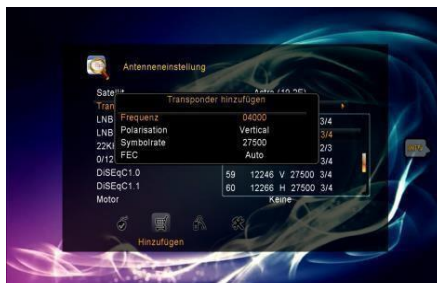 Antenneneinstellung
Satellit Astra (19.2E)
Tran
Transponder hinzufügen
Frequenz 04000
LNB 3/4
Polarisation Vertical
LNB 3/4
Symbolrate 27500
22KH 2/3
FEC Auto
0/12 3/4
DiSEqC1.0 59 12246 V 27500 3/4
DiSEqC1.1 60 12266 H 27500 3/4
Motor Keine
Hinzufügen